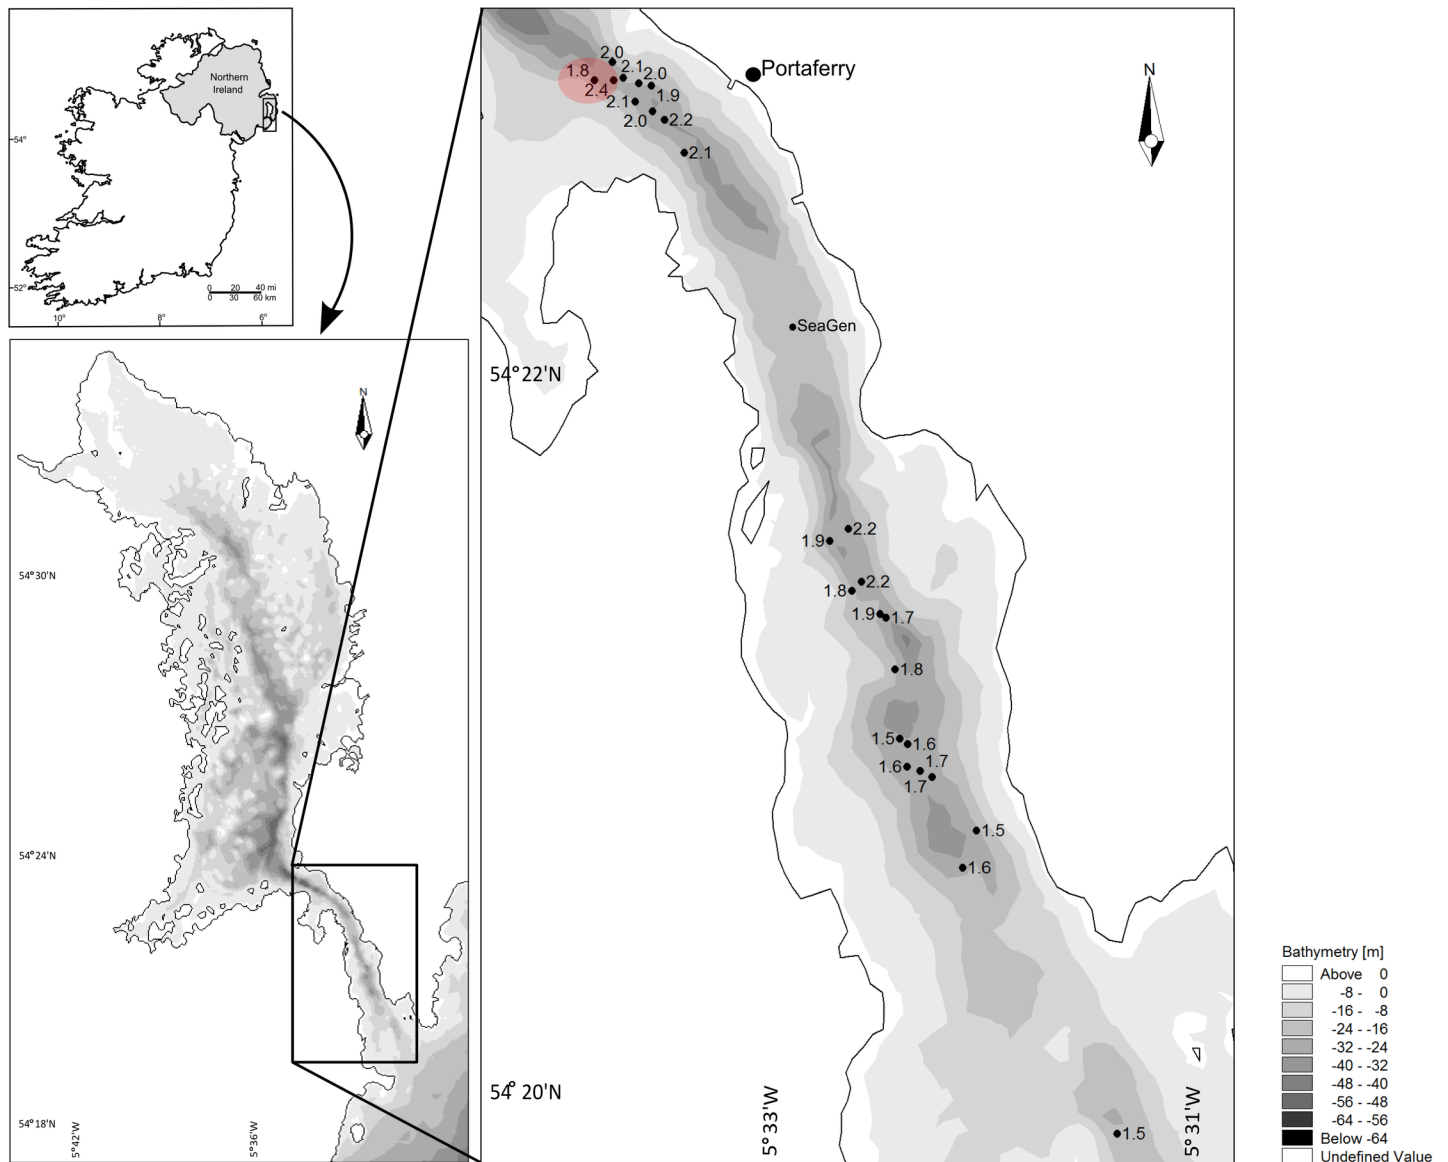 Northern
Ireland
54°
52°
10°
8°
6°
0 20 40 mi
0 30 60 km
N
54°30'N
54°24'N
54°18'N
5°42'W
5°36'W
Portaferry
N
2.0
1.8
2.1
2.0
2.4
2.1
1.9
2.0
2.2
2.1
SeaGen
54°22'N
2.2
1.9
2.2
1.8
1.9
1.7
1.8
1.5
1.6
1.6
1.7
1.7
1.5
1.6
54°20'N
5°33'W
5°31'W
1.5
Bathymetry [m]
Above 0
-8 - 0
-16 - -8
-24 - -16
-32 - -24
-40 - -32
-48 - -40
-56 - -48
-64 - -56
Below -64
Undefined Value